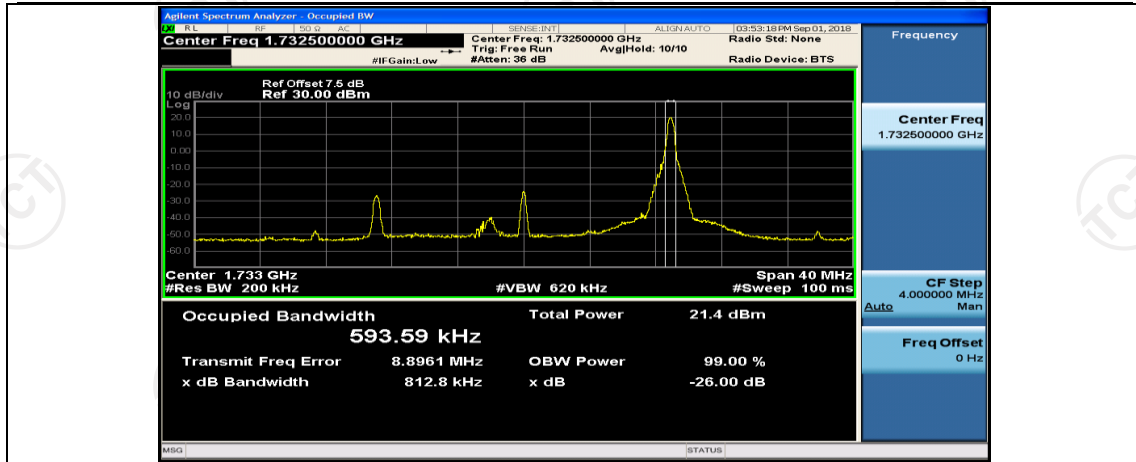 Agilent Spectrum Analyzer - Occupied BW
LXI RL RF 50 Ω AC SENSE:INT ALIGN AUTO 03:53:18 PM Sep 01, 2018
Center Freq 1.732500000 GHz
Center Freq: 1.732500000 GHz
Radio Std: None
Trig: Free Run Avg|Hold: 10/10
#IFGain:Low #Atten: 36 dB Radio Device: BTS
Ref Offset 7.5 dB
10 dB/div Ref 30.00 dBm
Log
20.0
10.0
0.00
-10.0
-20.0
-30.0
-40.0
-50.0
-60.0
Center 1.733 GHz Span 40 MHz
#Res BW 200 kHz #VBW 620 kHz #Sweep 100 ms
Occupied Bandwidth Total Power 21.4 dBm
593.59 kHz
Transmit Freq Error 8.8961 MHz OBW Power 99.00 %
x dB Bandwidth 812.8 kHz x dB -26.00 dB
MSG STATUS
Frequency
Center Freq
1.732500000 GHz
CF Step
4.000000 MHz
Auto Man
Freq Offset
0 Hz
TCT
TCT